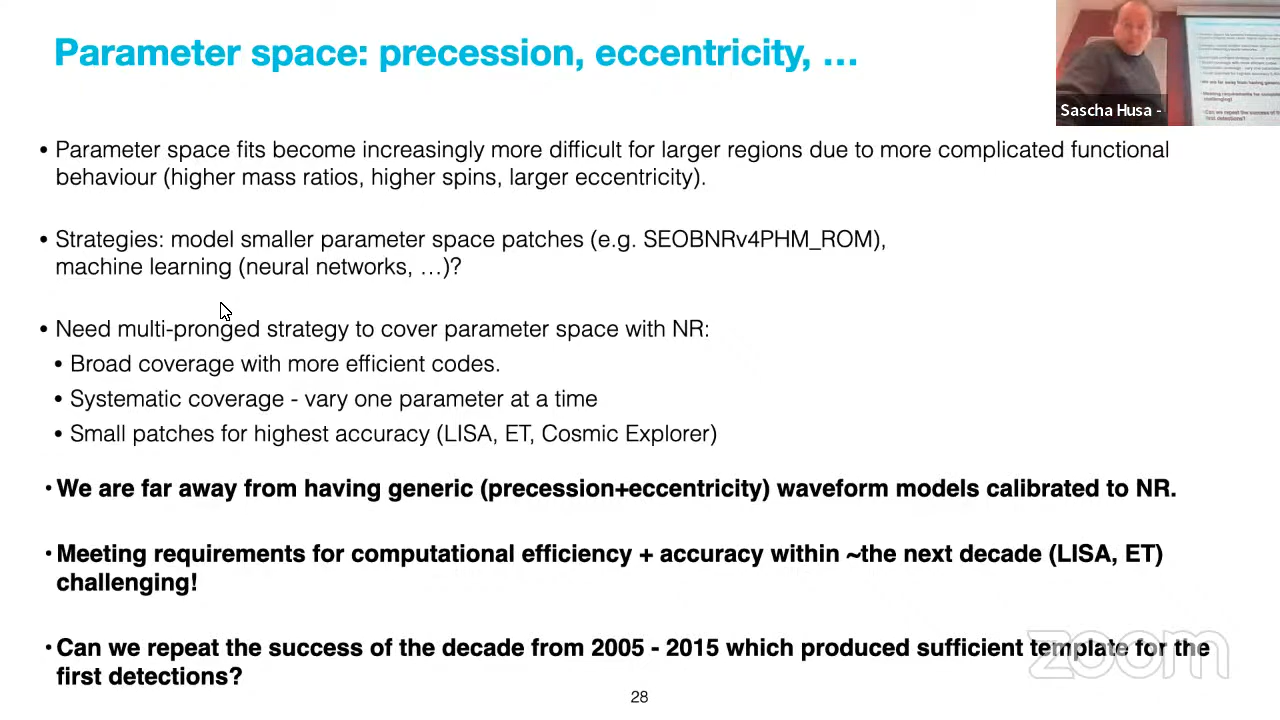 Parameter space: precession, eccentricity, …
Sascha Husa -
• Parameter space fits become increasingly more difficult for larger regions due to more complicated functional
behaviour (higher mass ratios, higher spins, larger eccentricity).
• Strategies: model smaller parameter space patches (e.g. SEOBNRv4PHM_ROM),
machine learning (neural networks, …)?
• Need multi-pronged strategy to cover parameter space with NR:
• Broad coverage with more efficient codes.
• Systematic coverage - vary one parameter at a time
• Small patches for highest accuracy (LISA, ET, Cosmic Explorer)
• We are far away from having generic (precession+eccentricity) waveform models calibrated to NR.
• Meeting requirements for computational efficiency + accuracy within ~the next decade (LISA, ET)
challenging!
• Can we repeat the success of the decade from 2005 - 2015 which produced sufficient template for the
first detections?
zoom
28